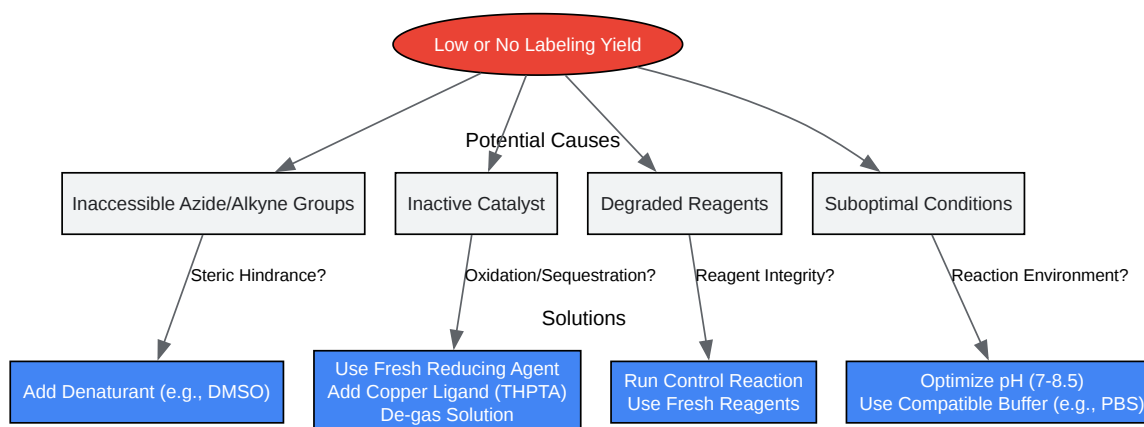 Low or No Labeling Yield
Potential Causes
Inaccessible Azide/Alkyne Groups
Inactive Catalyst
Degraded Reagents
Suboptimal Conditions
Steric Hindrance?
Oxidation/Sequestration?
Reagent Integrity?
Reaction Environment?
Solutions
Add Denaturant (e.g., DMSO)
Use Fresh Reducing Agent
Add Copper Ligand (THPTA)
De-gas Solution
Run Control Reaction
Use Fresh Reagents
Optimize pH (7-8.5)
Use Compatible Buffer (e.g., PBS)